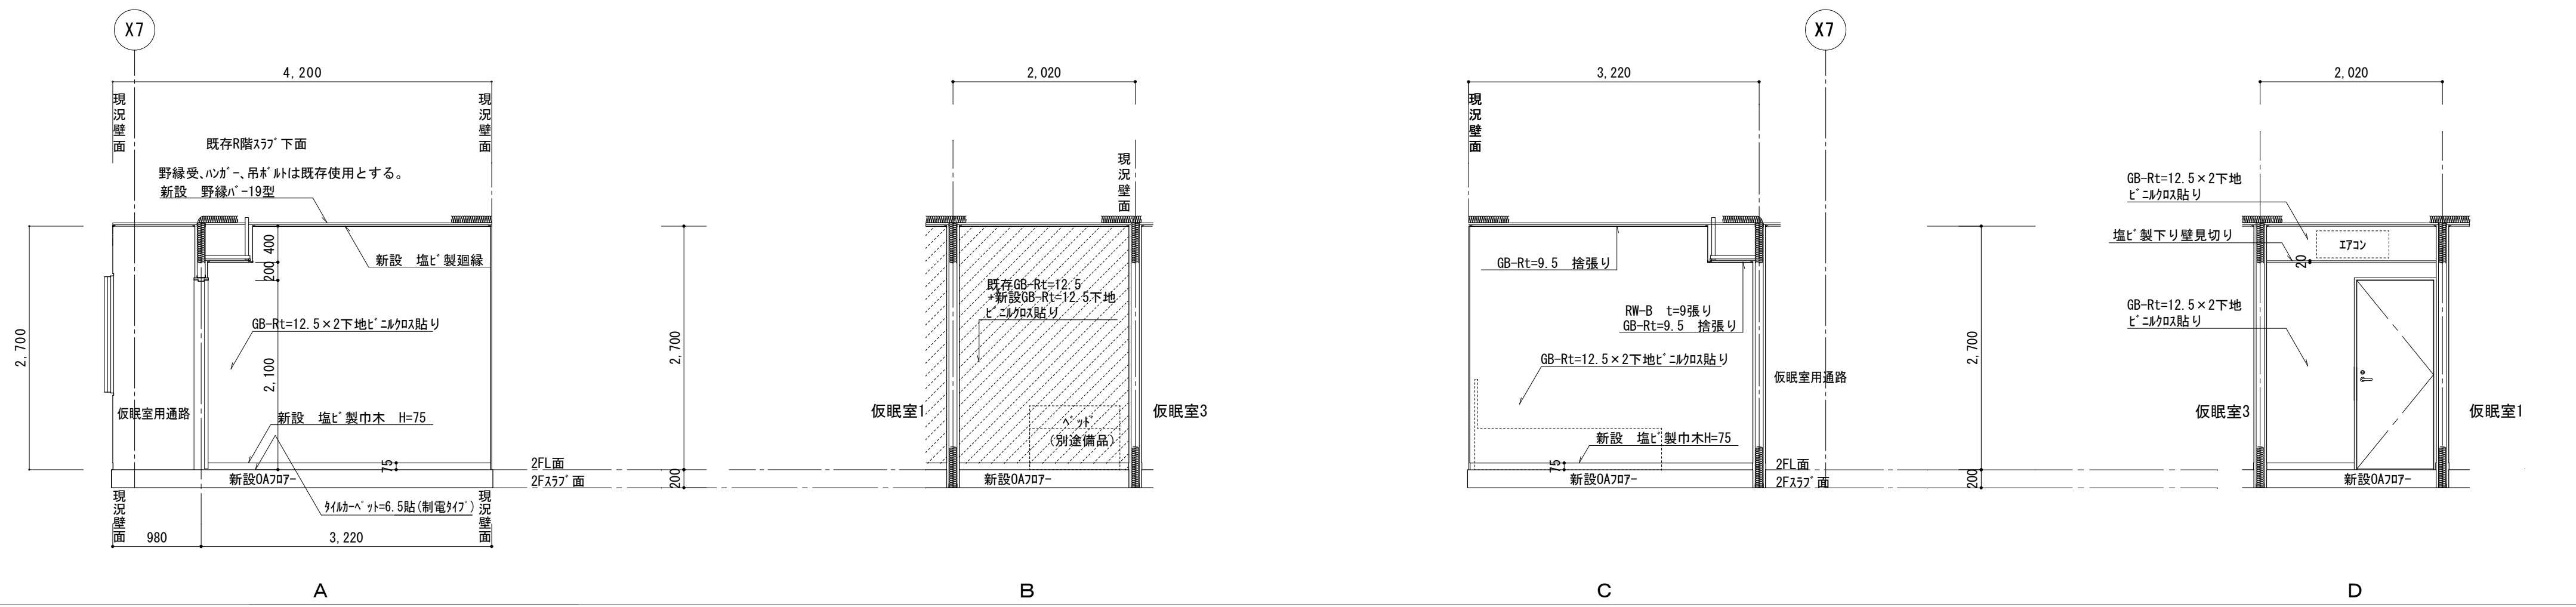 X7
4,200
現況壁面
現況壁面
既存R階ｽﾗﾌﾞ下面
野縁受、ﾊﾝｶﾞｰ、吊ﾎﾞﾙﾄは既存使用とする。
新設　野縁ﾊﾞｰ19型
400
200
新設　塩ﾋﾞ製廻縁
2,700
GB-Rt=12.5×2下地ﾋﾞﾆﾙｸﾛｽ貼り
2,100
仮眠室用通路
新設　塩ﾋﾞ製巾木　H=75
75
2FL面
新設OAﾌﾛｱｰ
2Fｽﾗﾌﾞ面
現況壁面
現況壁面
ﾀｲﾙｶｰﾍﾟｯﾄ=6.5貼(制電ﾀｲﾌﾟ)
980
3,220
A
2,020
現況壁面
2,700
既存GB-Rt=12.5
+新設GB-Rt=12.5下地
ﾋﾞﾆﾙｸﾛｽ貼り
仮眠室1
仮眠室3
ﾍﾞｯﾄﾞ
(別途備品)
200
新設OAﾌﾛｱｰ
B
X7
3,220
現況壁面
GB-Rt=9.5　捨張り
RW-B　t=9張り
GB-Rt=9.5　捨張り
GB-Rt=12.5×2下地ﾋﾞﾆﾙｸﾛｽ貼り
仮眠室用通路
新設　塩ﾋﾞ製巾木H=75
75
2FL面
新設OAﾌﾛｱｰ
2Fｽﾗﾌﾞ面
C
2,020
2,700
GB-Rt=12.5×2下地
ﾋﾞﾆﾙｸﾛｽ貼り
塩ﾋﾞ製下り壁見切り
ｴｱｺﾝ
20
GB-Rt=12.5×2下地
ﾋﾞﾆﾙｸﾛｽ貼り
仮眠室3
仮眠室1
200
新設OAﾌﾛｱｰ
D